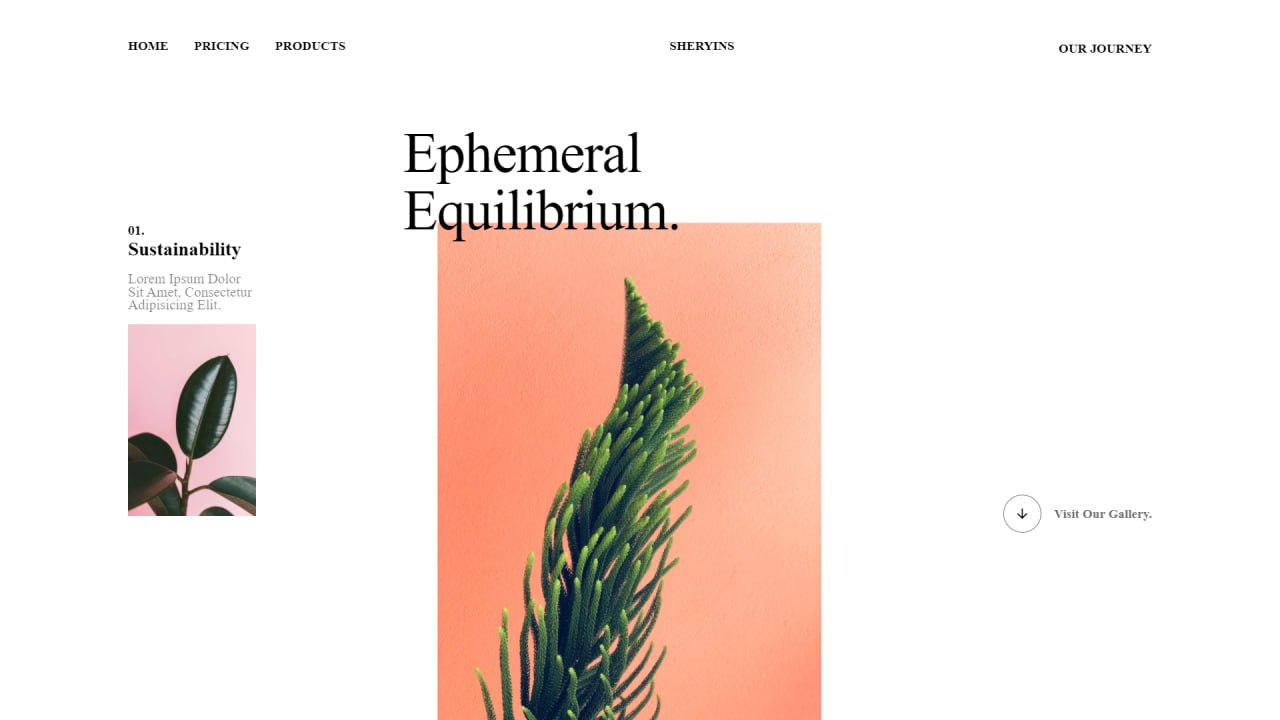 HOME PRICING PRODUCTS SHERYINS OUR JOURNEY
Ephemeral
Equilibrium.
01.
Sustainability
Lorem Ipsum Dolor
Sit Amet, Consectetur
Adipisicing Elit.
Visit Our Gallery.